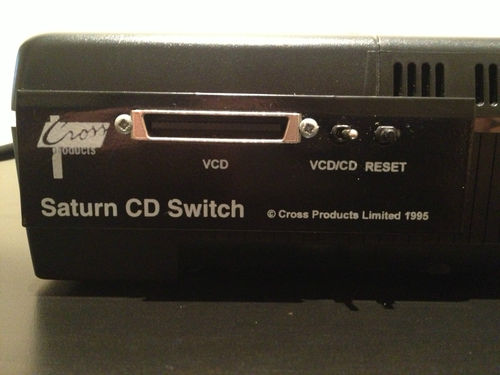 Cross
PRODUCTS
VCD
VCD/CD
RESET
Saturn CD Switch
© Cross Products Limited 1995